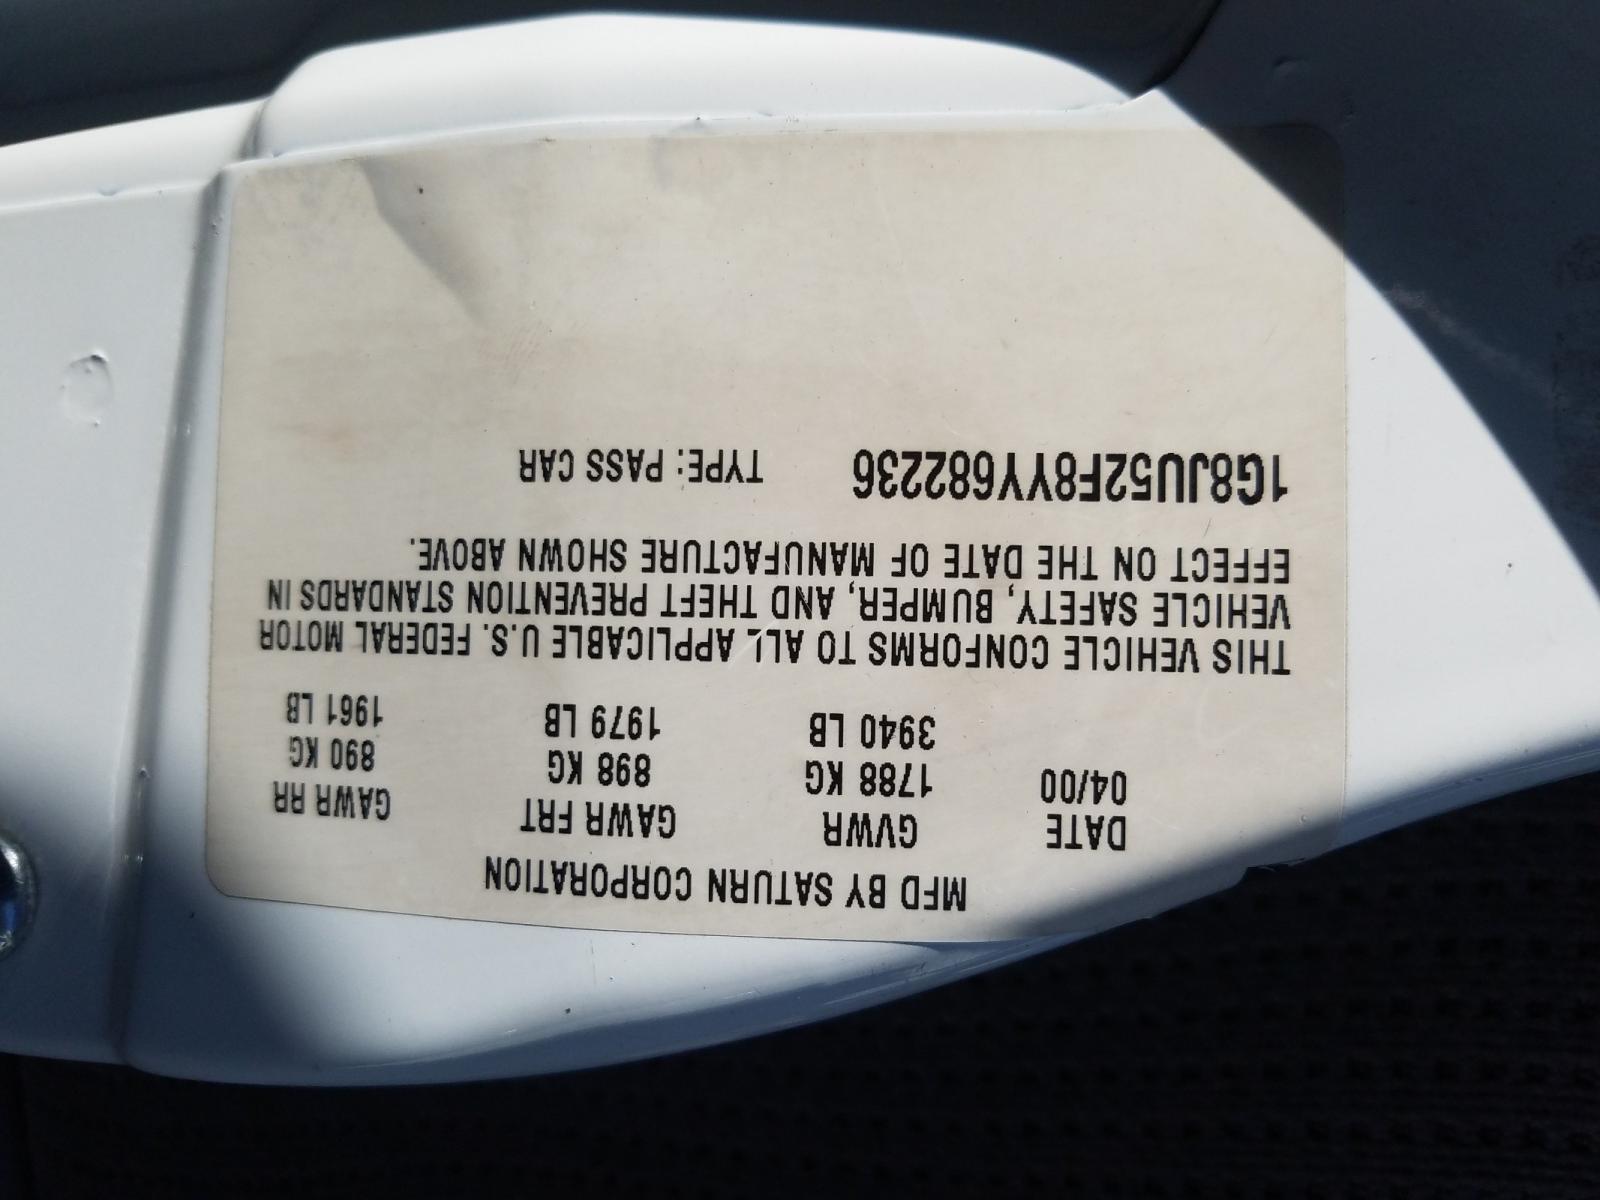 MFD BY SATURN CORPORATION
DATE GVWR GAWR FRT GAWR RR
04/00 1788 KG 898 KG 890 KG
3940 LB 1979 LB 1961 LB
THIS VEHICLE CONFORMS TO ALL APPLICABLE U.S. FEDERAL MOTOR
VEHICLE SAFETY, BUMPER, AND THEFT PREVENTION STANDARDS IN
EFFECT ON THE DATE OF MANUFACTURE SHOWN ABOVE.
1G8JU52F8YY682236 TYPE: PASS CAR